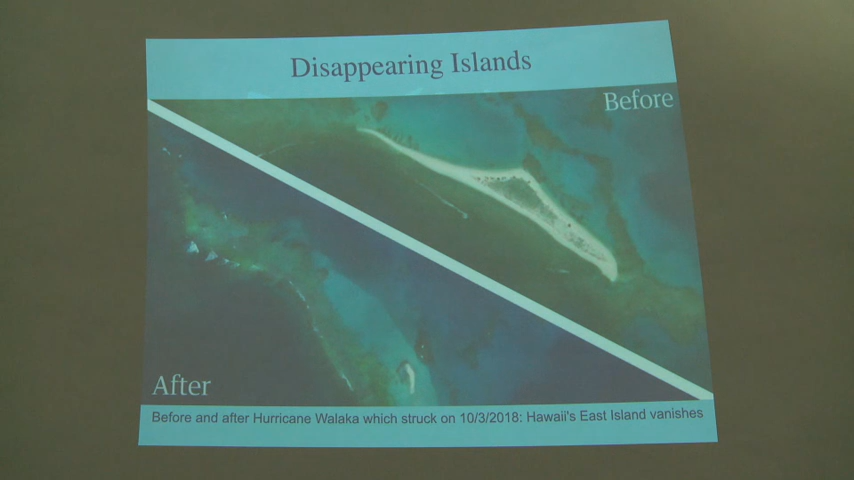 Disappearing Islands
Before
After
Before and after Hurricane Walaka which struck on 10/3/2018: Hawaii's East Island vanishes